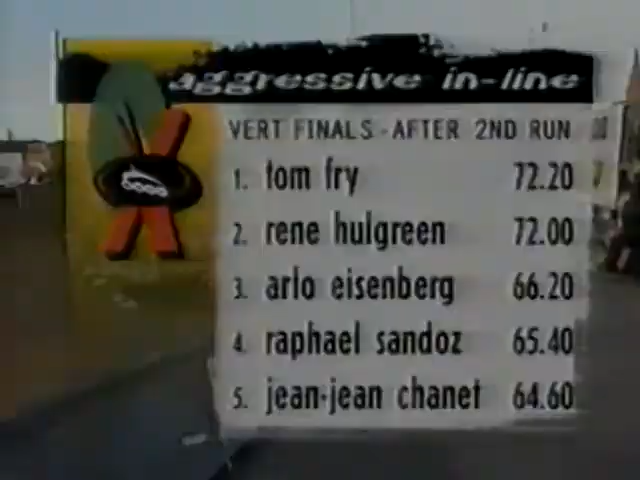 aggressive in-line
VERT FINALS - AFTER 2ND RUN
1. tom fry 72.20
2. rene hulgreen 72.00
3. arlo eisenberg 66.20
4. raphael sandoz 65.40
5. jean-jean chanet 64.60